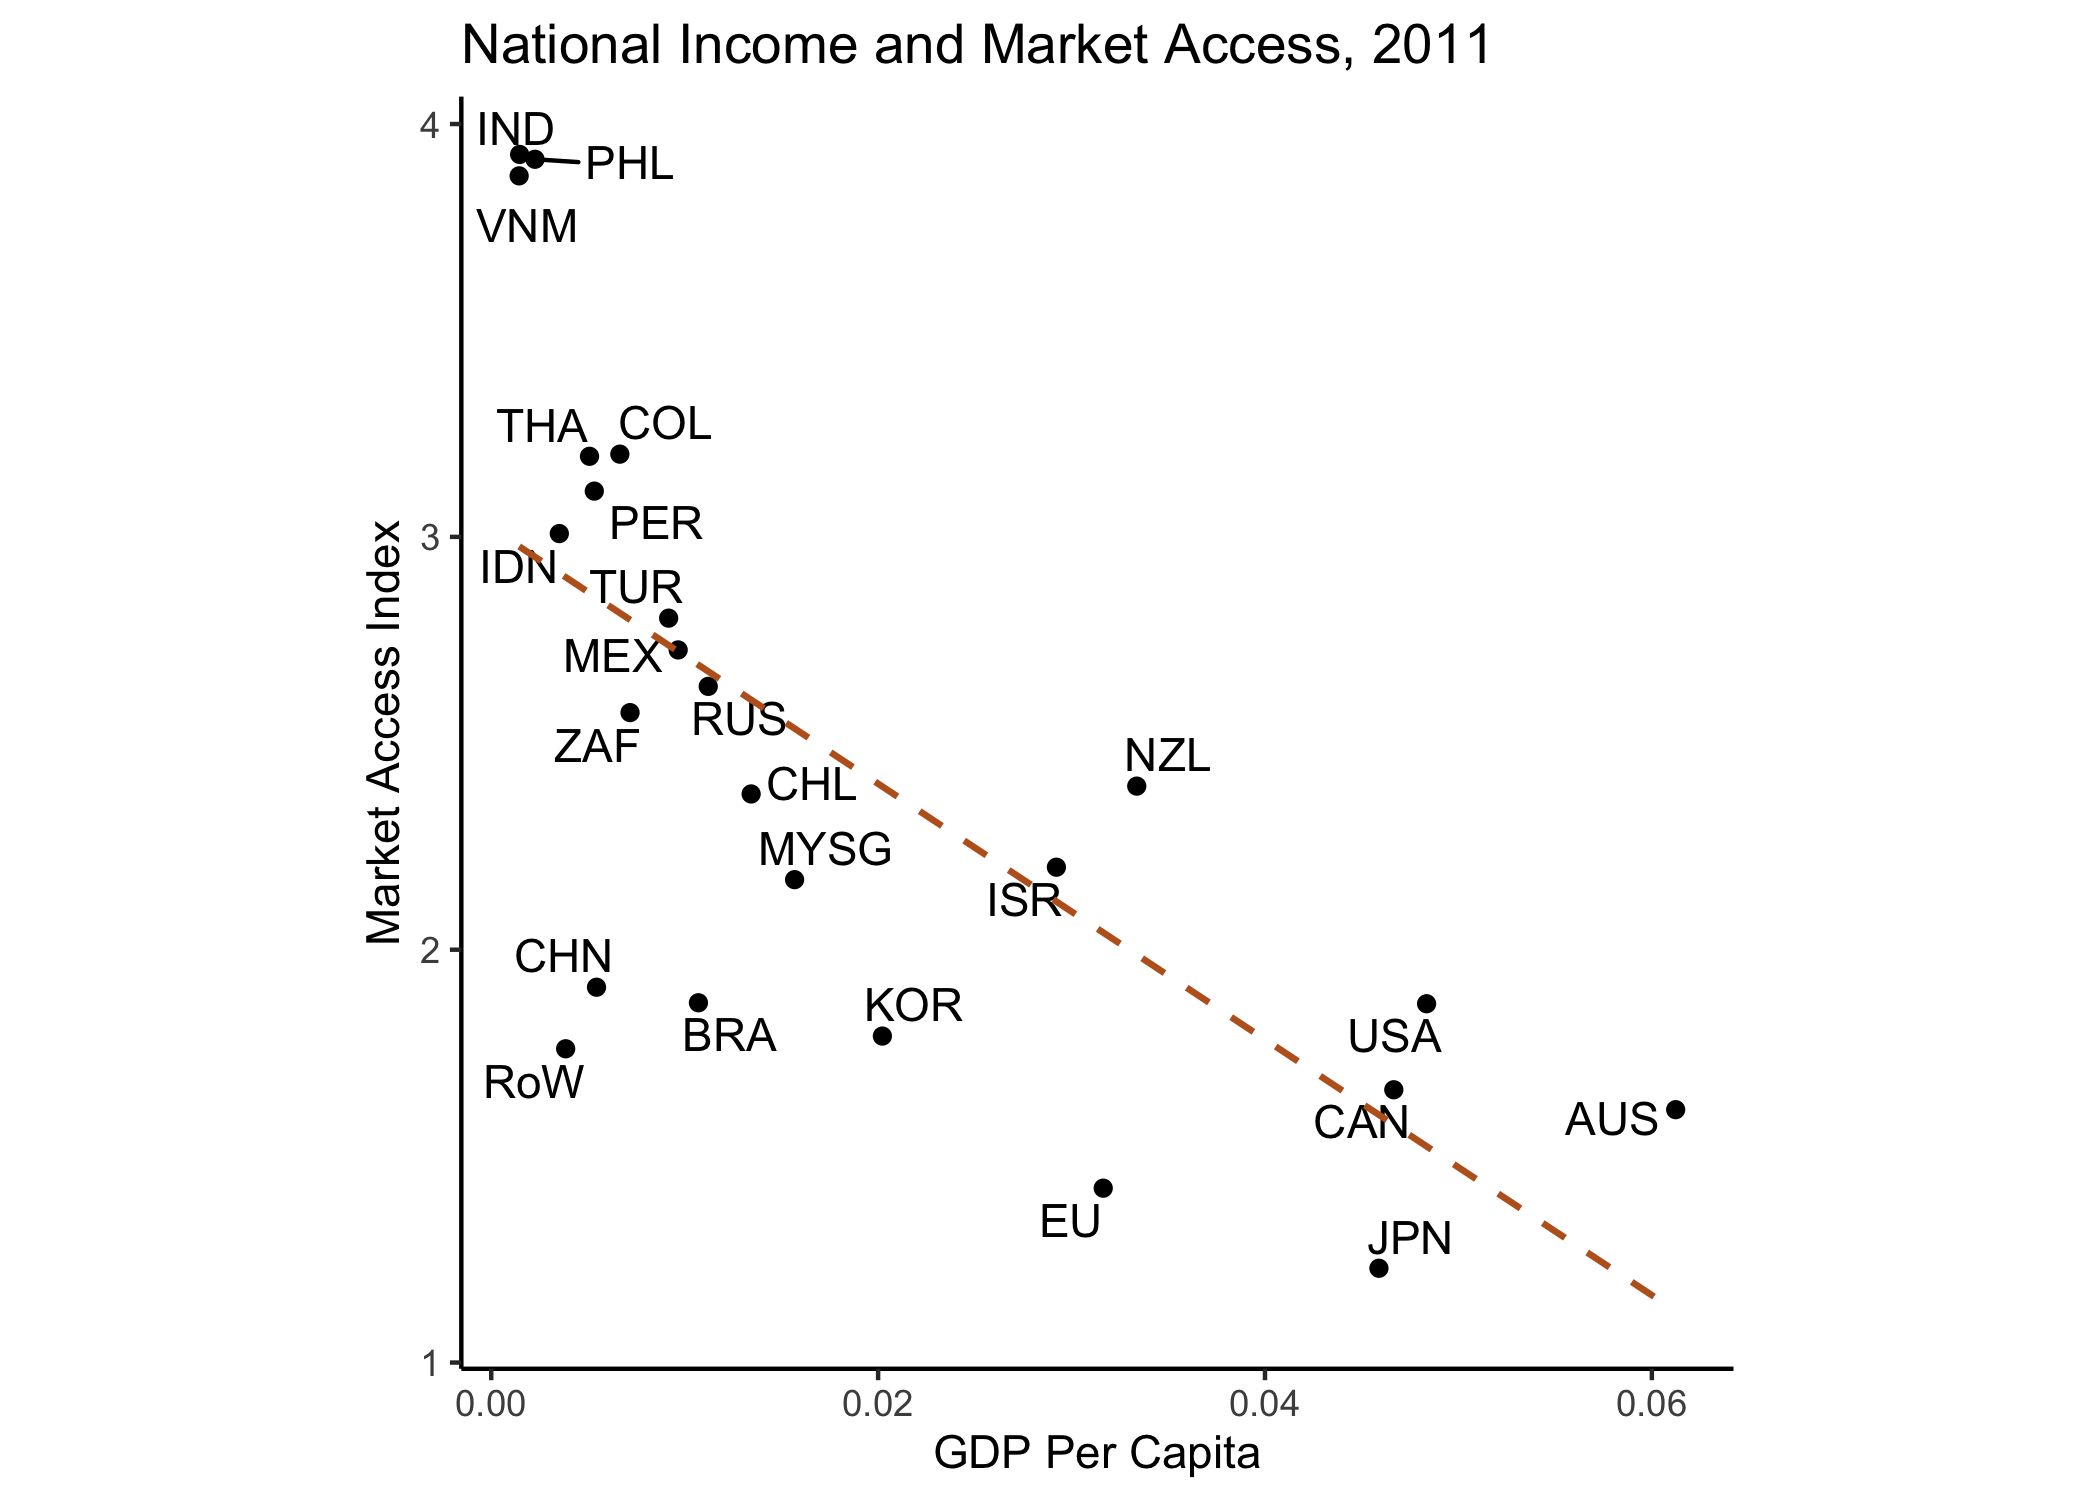 National Income and Market Access, 2011
Market Access Index
4
3
2
1
IND
PHL
VNM
THA
COL
PER
IDN
TUR
MEX
RUS
ZAF
CHL
NZL
MYSG
ISR
CHN
KOR
BRA
USA
RoW
CAN
AUS
EU
JPN
0.00
0.02
0.04
0.06
GDP Per Capita